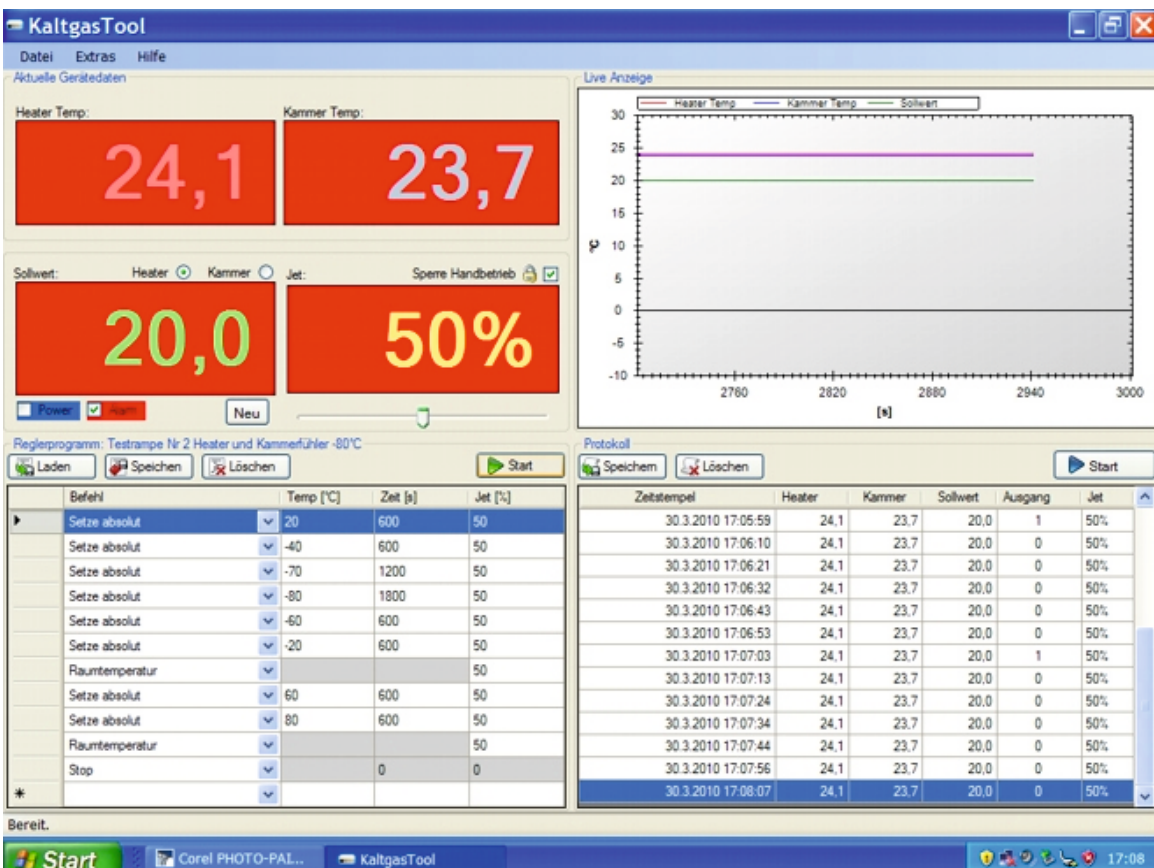 KaltgasTool
Datei Extras Hilfe
Aktuelle Gerätedaten
Heater Temp: Kammer Temp:
24,1 23,7
Sollwert: Heater Kammer Jet: Sperre Handbetrieb
20,0 50%
Power Alarm Neu
Live Anzeige
Heater Temp Kammer Temp Sollwert
30
25
20
15
10
5
0
-5
-10
°C
2760 2820 2880 2940 3000
[s]
Reglerprogramm: Testrampe Nr 2 Heater und Kammerfühler -80°C
Laden Speichern Löschen Start
Befehl Temp [°C] Zeit [s] Jet [%]
Setze absolut 20 600 50
Setze absolut -40 600 50
Setze absolut -70 1200 50
Setze absolut -80 1800 50
Setze absolut -60 600 50
Setze absolut -20 600 50
Raumtemperatur 50
Setze absolut 60 600 50
Setze absolut 80 600 50
Raumtemperatur 50
Stop 0 0
*
Protokoll
Speichern Löschen Start
Zeitstempel Heater Kammer Sollwert Ausgang Jet
30.3.2010 17:05:59 24,1 23,7 20,0 1 50%
30.3.2010 17:06:10 24,1 23,7 20,0 0 50%
30.3.2010 17:06:21 24,1 23,7 20,0 0 50%
30.3.2010 17:06:32 24,1 23,7 20,0 0 50%
30.3.2010 17:06:43 24,1 23,7 20,0 0 50%
30.3.2010 17:06:53 24,1 23,7 20,0 0 50%
30.3.2010 17:07:03 24,1 23,7 20,0 1 50%
30.3.2010 17:07:13 24,1 23,7 20,0 0 50%
30.3.2010 17:07:24 24,1 23,7 20,0 0 50%
30.3.2010 17:07:34 24,1 23,7 20,0 0 50%
30.3.2010 17:07:44 24,1 23,7 20,0 0 50%
30.3.2010 17:07:56 24,1 23,7 20,0 0 50%
30.3.2010 17:08:07 24,1 23,7 20,0 0 50%
Bereit.
Start Corel PHOTO-PAI... KaltgasTool 17:08